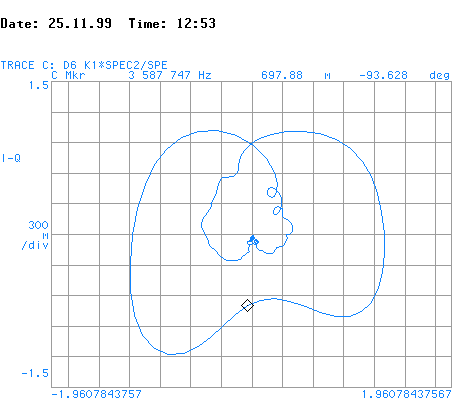 Date: 25.11.99  Time: 12:53
TRACE C: D6 K1*SPEC2/SPE
C Mkr 3 587 747 Hz 697.88 m -93.628 deg
1.5
I-Q
300
m
/div
-1.5
-1.9607843757 1.96078437567